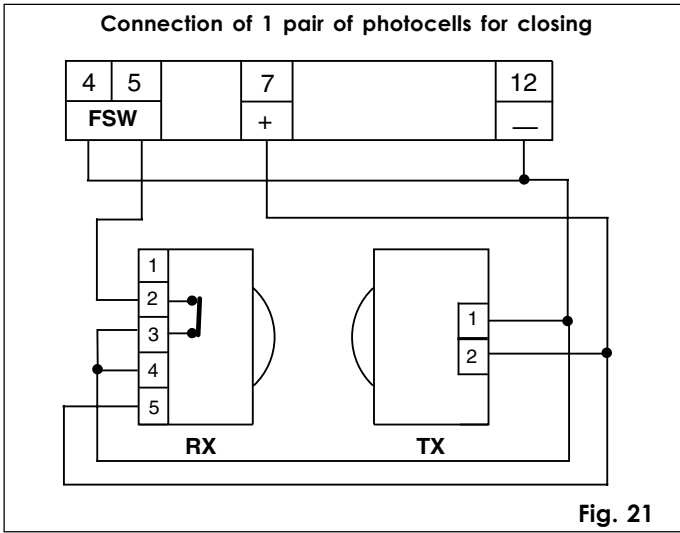 Connection of 1 pair of photocells for closing
4 5 7 12
FSW + —
1
2
3
4
5
1
2
RX TX
Fig. 21